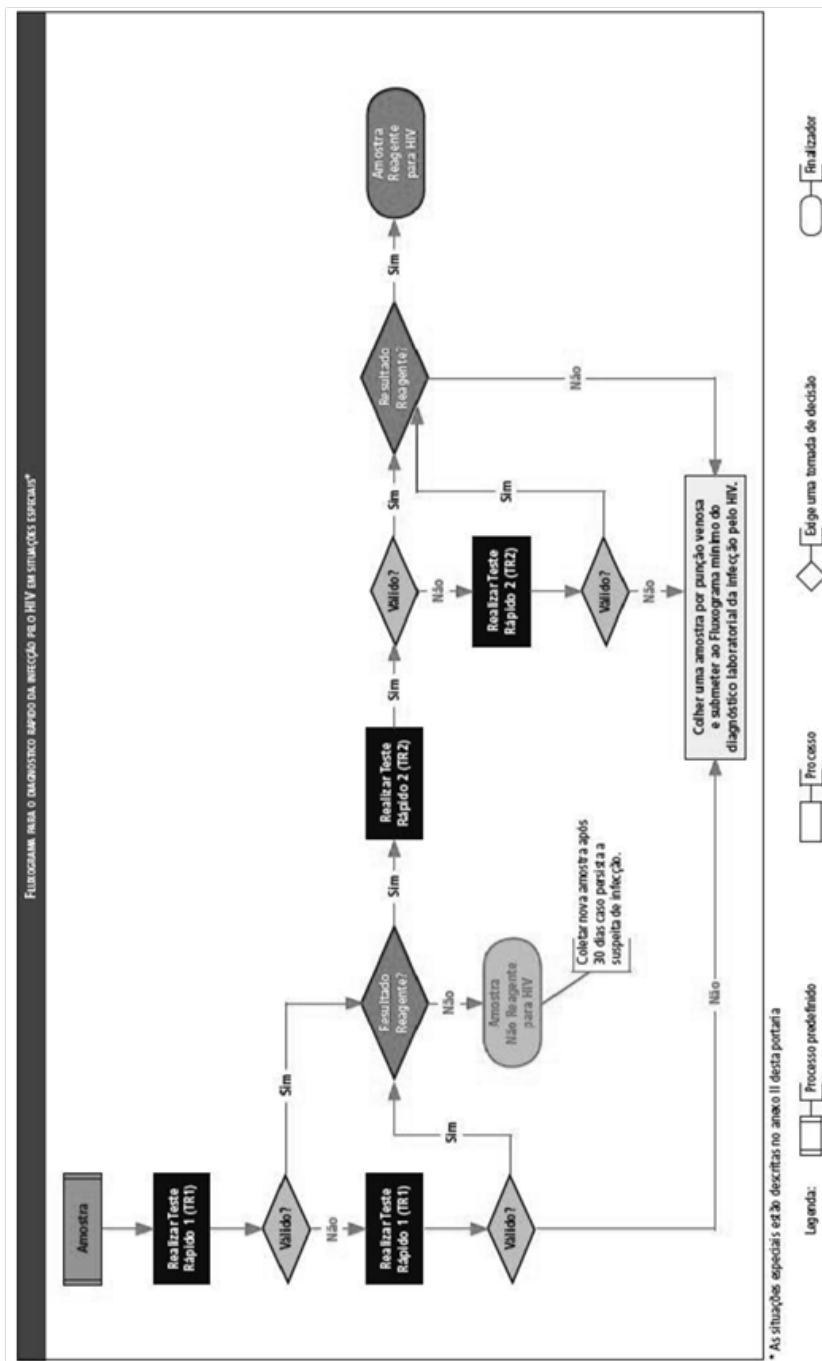 FLUXOGRAMA PARA O DIAGNÓSTICO RÁPIDO DA INFECÇÃO PELO HIV EM SITUAÇÕES ESPECIAIS*
Amostra
Realizar Teste
Rápido 1 (TR1)
Válido?
Sim
Não
Realizar Teste
Rápido 1 (TR1)
Válido?
Sim
Não
Resultado
Reagente?
Não
Amostra
Não Reagente
para HIV
Coletar nova amostra após
30 dias caso persista a
suspeita de infecção.
Sim
Realizar Teste
Rápido 2 (TR2)
Sim
Válido?
Não
Realizar Teste
Rápido 2 (TR2)
Válido?
Sim
Não
Sim
Resultado
Reagente?
Não
Sim
Amostra
Reagente
para HIV
Colher uma amostra por punção venosa
e submeter ao Fluxograma mínimo do
diagnóstico laboratorial da infecção pelo HIV.
* As situações especiais estão descritas no anexo II desta portaria
Legenda:
Processo predefinido
Processo
Exige uma tomada de decisão
Finalizador